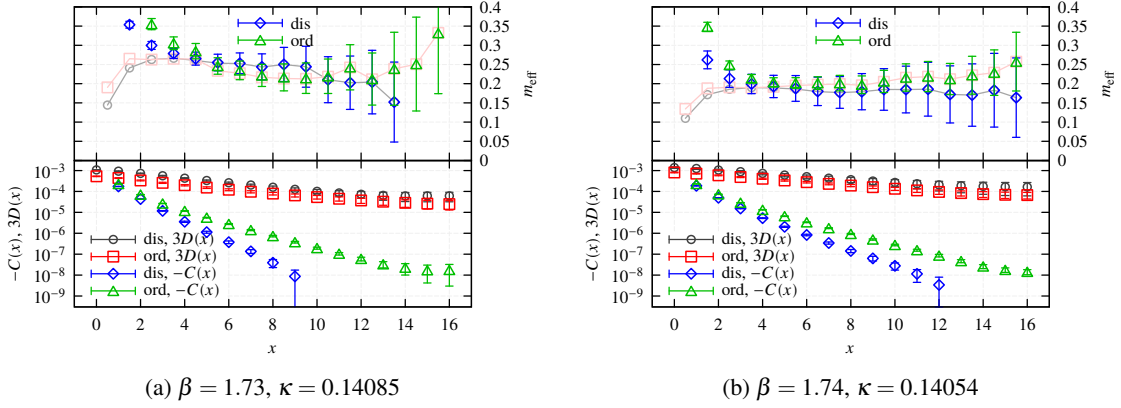 dis
ord
0.4
0.35
0.3
0.25
0.2
0.15
0.1
0.05
0
m_eff
10⁻³
10⁻⁴
10⁻⁵
10⁻⁶
10⁻⁷
10⁻⁸
10⁻⁹
−C(x), 3D(x)
dis, 3D(x)
ord, 3D(x)
dis, −C(x)
ord, −C(x)
0 2 4 6 8 10 12 14 16
x
(a) β = 1.73, κ = 0.14085
dis
ord
0.4
0.35
0.3
0.25
0.2
0.15
0.1
0.05
0
m_eff
10⁻³
10⁻⁴
10⁻⁵
10⁻⁶
10⁻⁷
10⁻⁸
10⁻⁹
−C(x), 3D(x)
dis, 3D(x)
ord, 3D(x)
dis, −C(x)
ord, −C(x)
0 2 4 6 8 10 12 14 16
x
(b) β = 1.74, κ = 0.14054